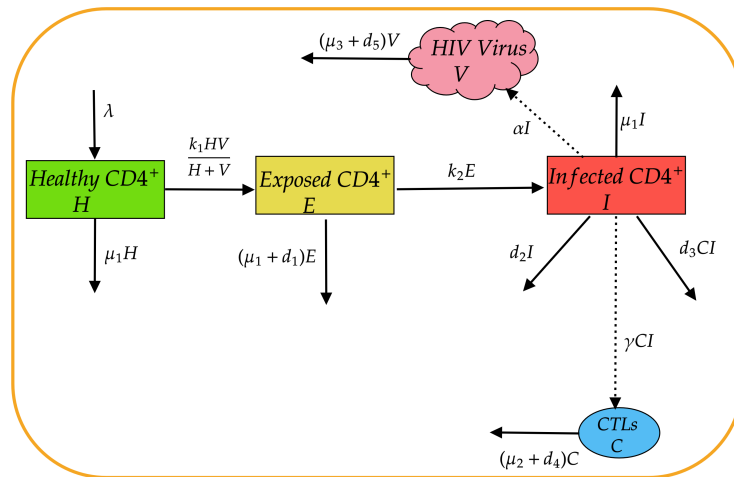 (μ₃ + d₅)V
HIV Virus
V
λ
αI
μ₁I
k₁HV
H + V
Healthy CD4⁺
H
Exposed CD4⁺
E
k₂E
Infected CD4⁺
I
μ₁H
(μ₁ + d₁)E
d₂I
d₃CI
γCI
CTLs
C
(μ₂ + d₄)C